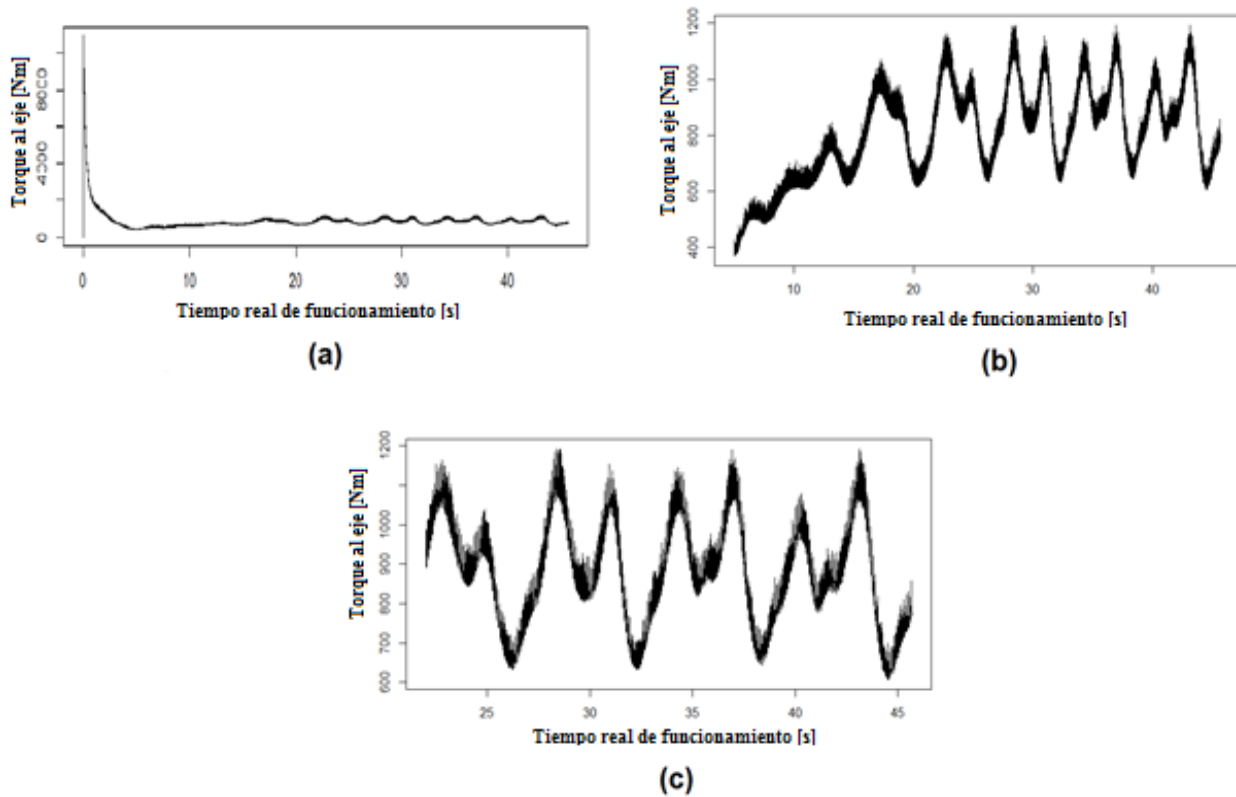 Torque al eje [Nm]
0 4000 8000
0 10 20 30 40
Tiempo real de funcionamiento [s]
(a)
Torque al eje [Nm]
400 600 800 1000 1200
10 20 30 40
Tiempo real de funcionamiento [s]
(b)
Torque al eje [Nm]
600 700 800 900 1000 1100 1200
25 30 35 40 45
Tiempo real de funcionamiento [s]
(c)